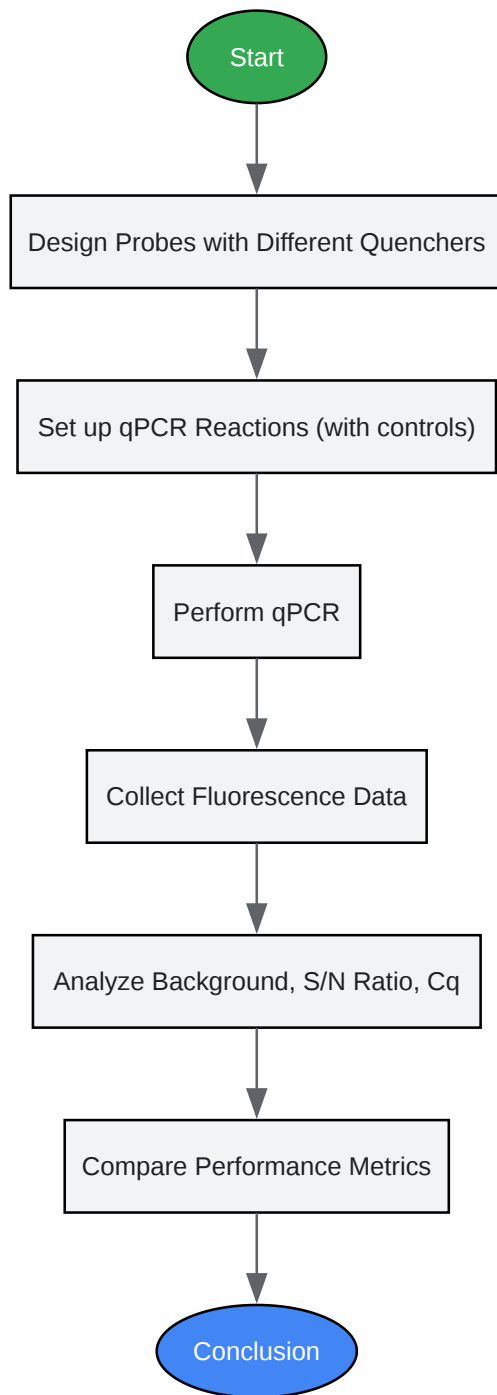 Start
Design Probes with Different Quenchers
Set up qPCR Reactions (with controls)
Perform qPCR
Collect Fluorescence Data
Analyze Background, S/N Ratio, Cq
Compare Performance Metrics
Conclusion